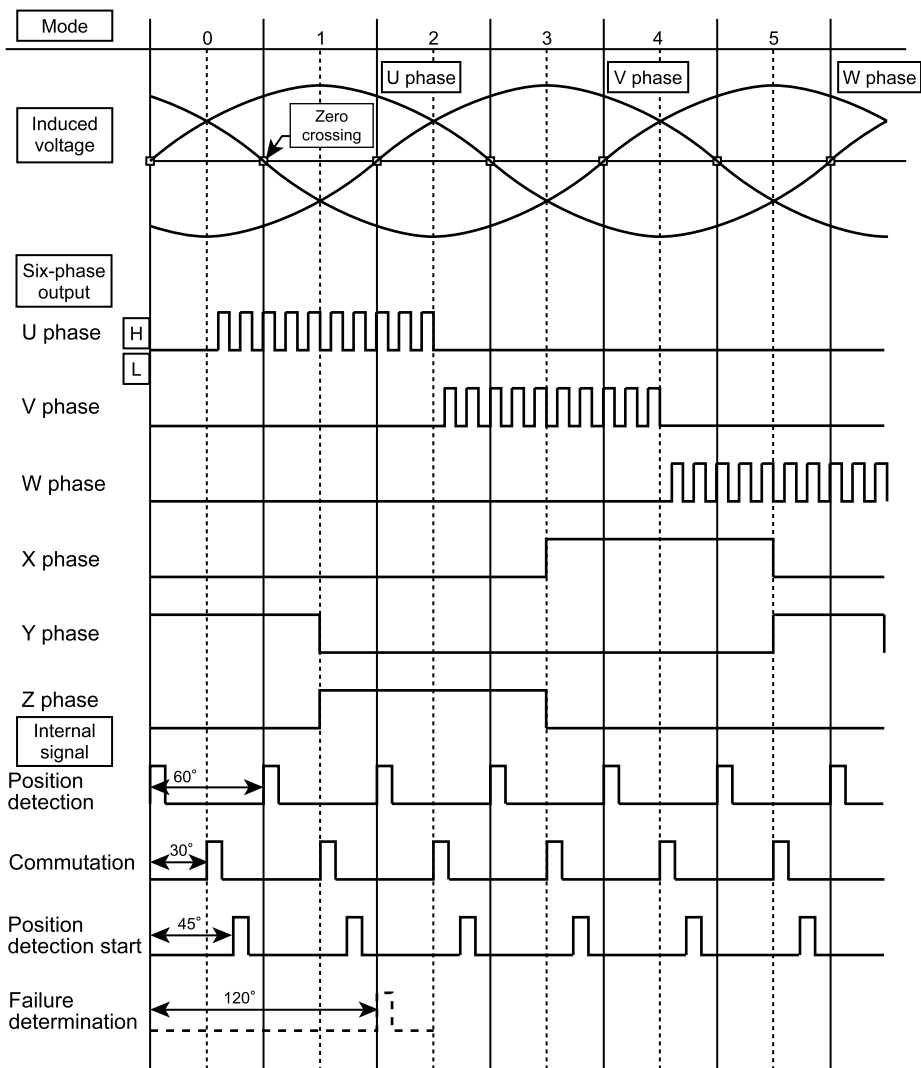 Mode
0 1 2 3 4 5
U phase V phase W phase
Induced
voltage
Zero
crossing
Six-phase
output
U phase
H
L
V phase
W phase
X phase
Y phase
Z phase
Internal
signal
Position
detection
60°
Commutation
30°
Position
detection start
45°
Failure
determination
120°